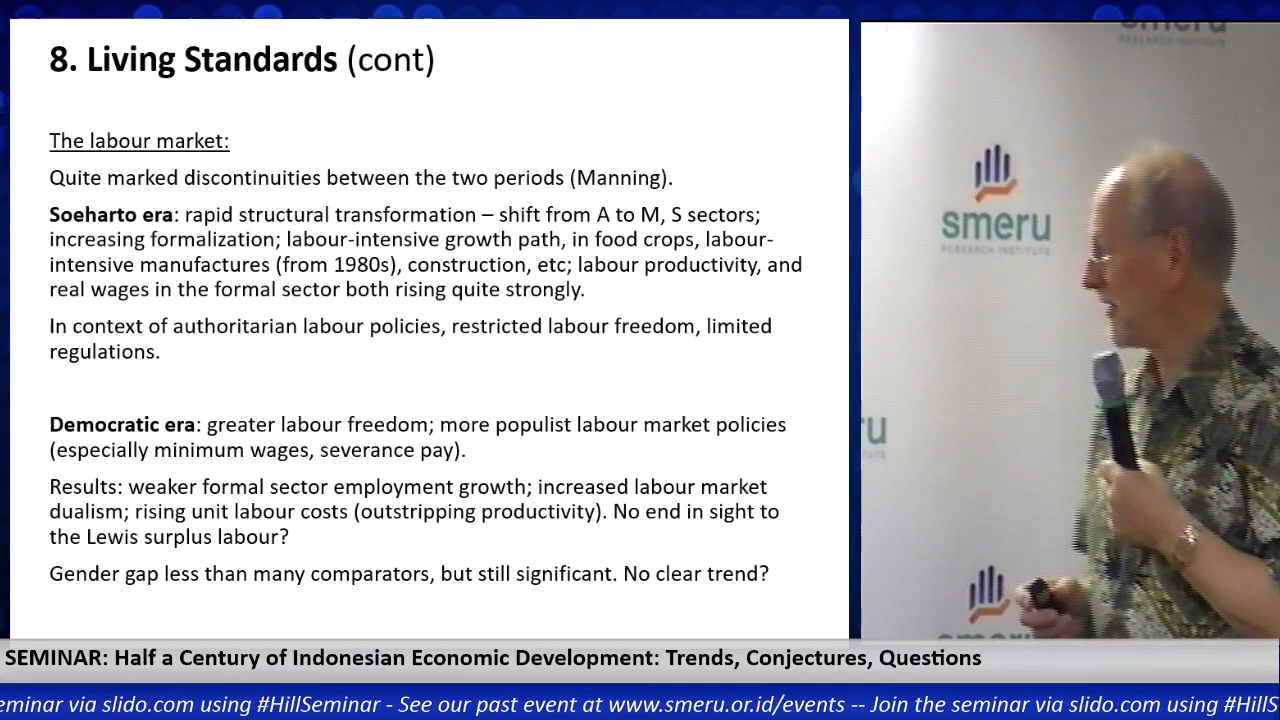 8. Living Standards (cont)
The labour market:
Quite marked discontinuities between the two periods (Manning).
Soeharto era: rapid structural transformation – shift from A to M, S sectors;
increasing formalization; labour-intensive growth path, in food crops, labour-
intensive manufactures (from 1980s), construction, etc; labour productivity, and
real wages in the formal sector both rising quite strongly.
In context of authoritarian labour policies, restricted labour freedom, limited
regulations.
Democratic era: greater labour freedom; more populist labour market policies
(especially minimum wages, severance pay).
Results: weaker formal sector employment growth; increased labour market
dualism; rising unit labour costs (outstripping productivity). No end in sight to
the Lewis surplus labour?
Gender gap less than many comparators, but still significant. No clear trend?
smeru
RESEARCH INSTITUTE
smeru
RESEARCH INSTITUTE
ru
TITUTE
smeru
SEMINAR: Half a Century of Indonesian Economic Development: Trends, Conjectures, Questions
eminar via slido.com using #HillSeminar - See our past event at www.smeru.or.id/events -- Join the seminar via slido.com using #HillS